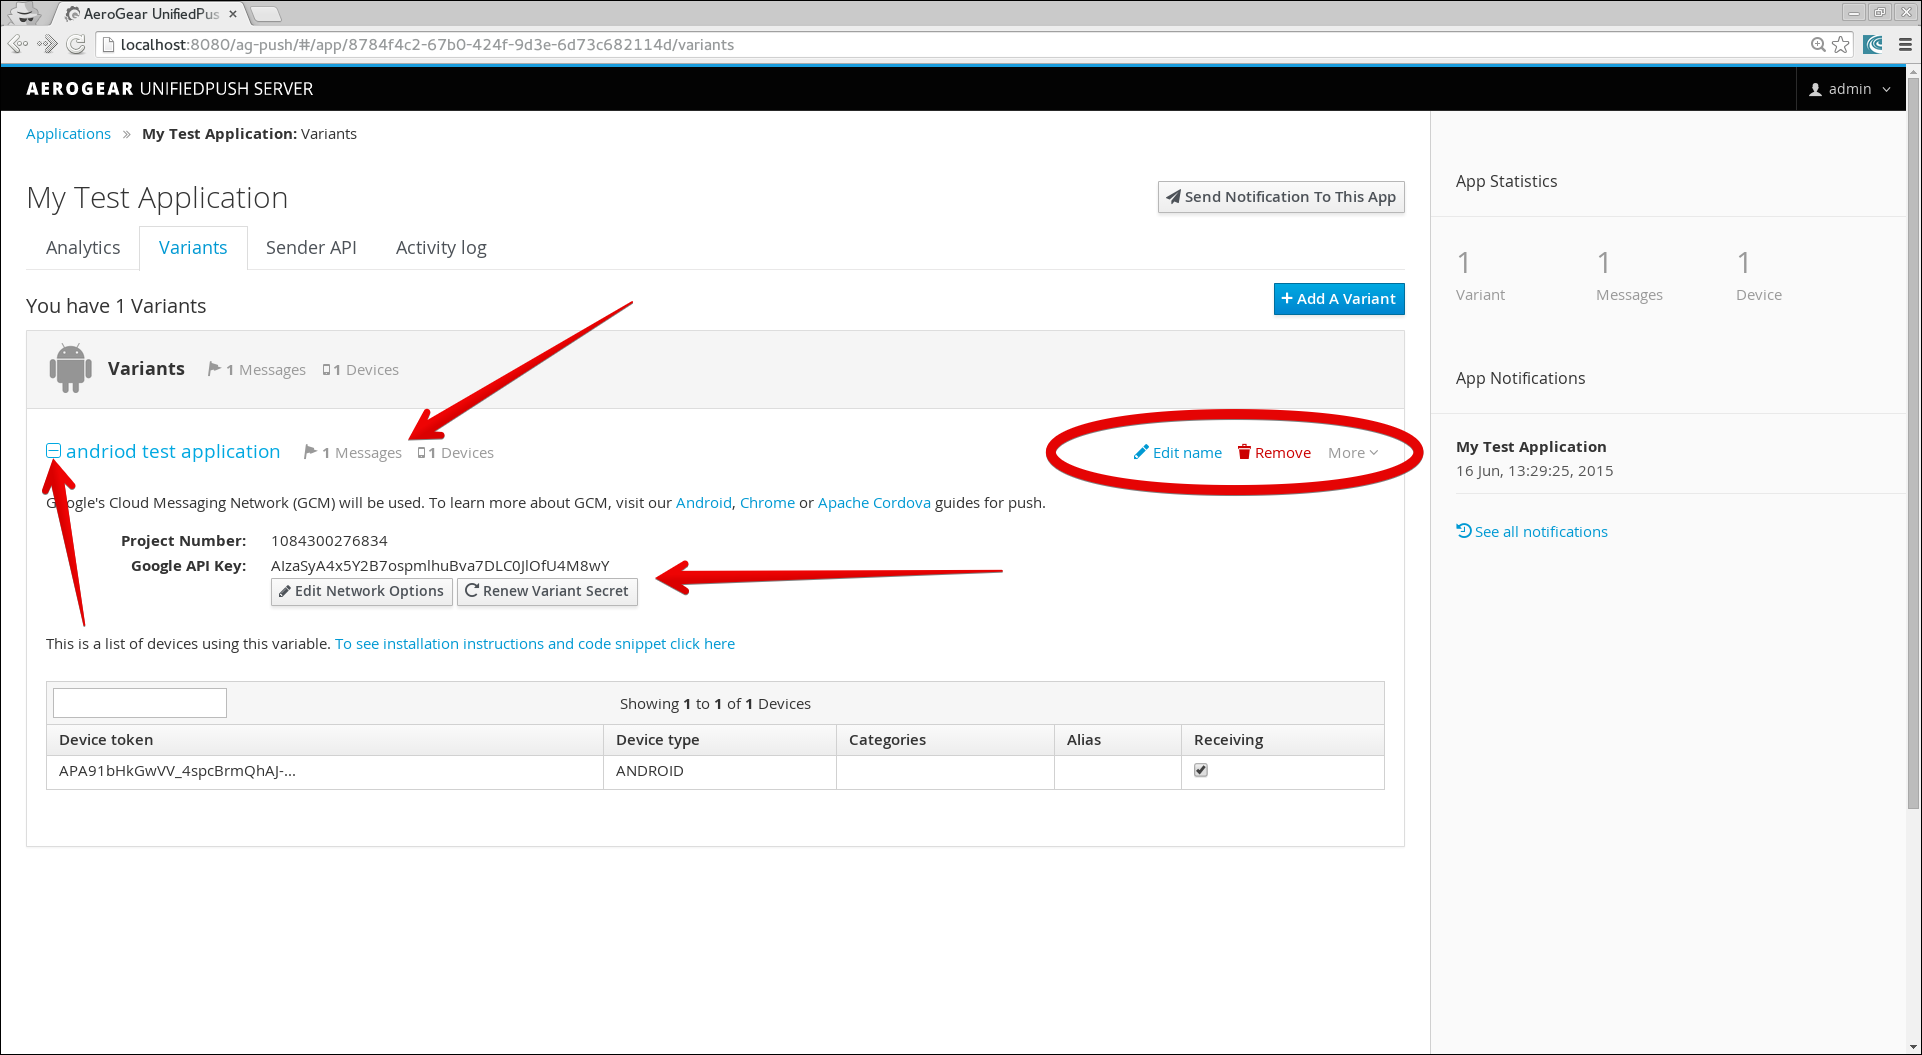 AeroGear UnifiedPus
localhost:8080/ag-push/#/app/8784f4c2-67b0-424f-9d3e-6d73c682114d/variants
AEROGEAR UNIFIEDPUSH SERVER
admin
Applications » My Test Application: Variants
My Test Application
Send Notification To This App
Analytics Variants Sender API Activity log
You have 1 Variants
+ Add A Variant
Variants 1 Messages 1 Devices
andriod test application 1 Messages 1 Devices
Edit name Remove More
Google's Cloud Messaging Network (GCM) will be used. To learn more about GCM, visit our Android, Chrome or Apache Cordova guides for push.
Project Number: 1084300276834
Google API Key: AIzaSyA4x5Y2B7ospmlhuBva7DLC0JlOfU4M8wY
Edit Network Options Renew Variant Secret
This is a list of devices using this variable. To see installation instructions and code snippet click here
Showing 1 to 1 of 1 Devices
Device token Device type Categories Alias Receiving
APA91bHkGwVV_4spcBrmQhAJ-... ANDROID
App Statistics
1 1 1
Variant Messages Device
App Notifications
My Test Application
16 Jun, 13:29:25, 2015
See all notifications